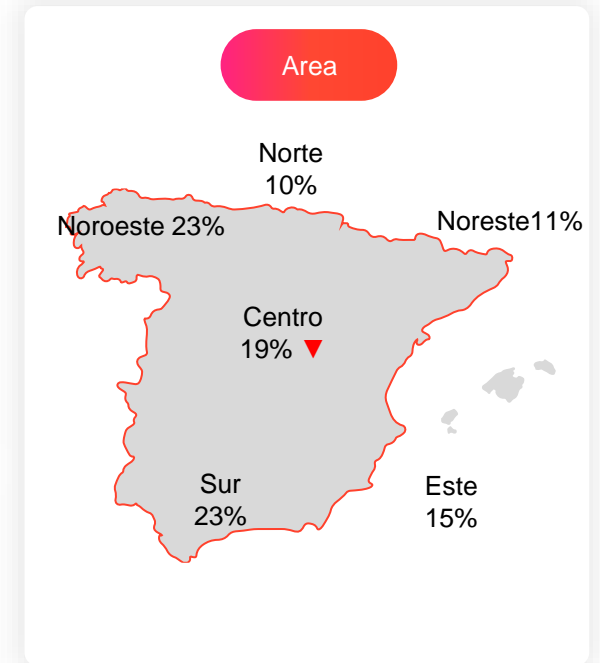 Area
Norte
10%
Noroeste 23%
Noreste11%
Centro
19%
Sur
23%
Este
15%